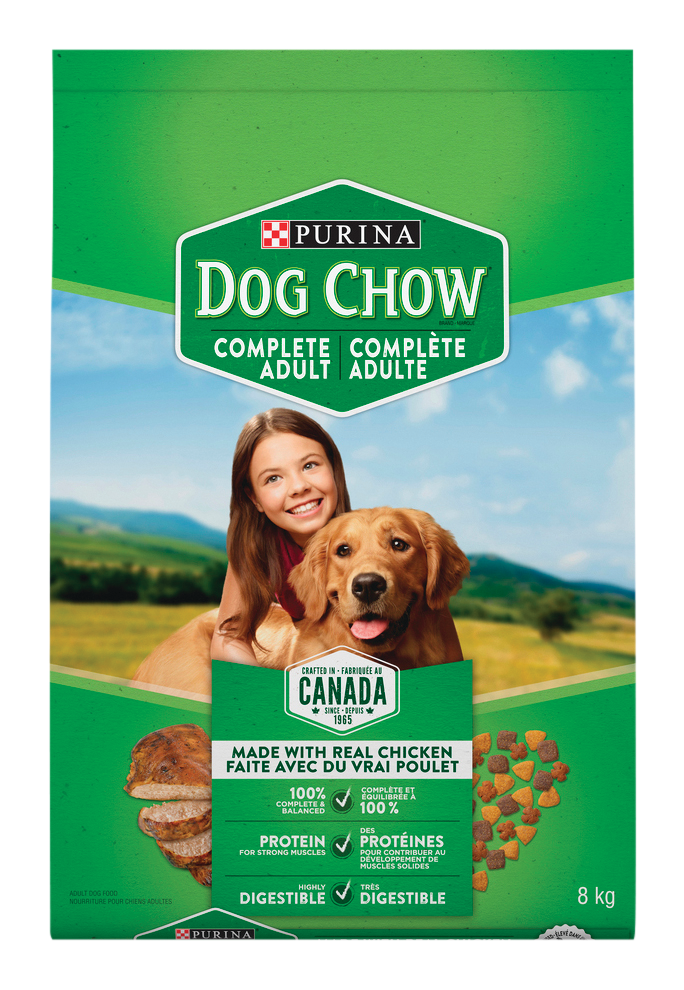 PURINA
DOG CHOW
BRAND · MARQUE
COMPLETE ADULT
COMPLÈTE ADULTE
CRAFTED IN · FABRIQUÉE AU
CANADA
SINCE · DEPUIS
1965
MADE WITH REAL CHICKEN
FAITE AVEC DU VRAI POULET
100%
COMPLETE &
BALANCED
COMPLÈTE ET
ÉQUILIBRÉE À
100 %
PROTEIN
FOR STRONG MUSCLES
DES
PROTÉINES
POUR CONTRIBUER AU
DÉVELOPPEMENT DE
MUSCLES SOLIDES
HIGHLY
DIGESTIBLE
TRÈS
DIGESTIBLE
ADULT DOG FOOD
NOURRITURE POUR CHIENS ADULTES
8 kg
PURINA